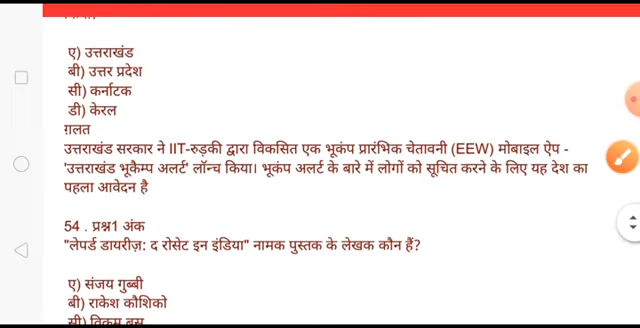 ए) उत्तराखंड
बी) उत्तर प्रदेश
सी) कर्नाटक
डी) केरल
ग़लत
उत्तराखंड सरकार ने IIT-रुड़की द्वारा विकसित एक भूकंप प्रारंभिक चेतावनी (EEW) मोबाइल ऐप -
'उत्तराखंड भूकैम्प अलर्ट' लॉन्च किया। भूकंप अलर्ट के बारे में लोगों को सूचित करने के लिए यह देश का
पहला आवेदन है
54 . प्रश्न1 अंक
"लेपर्ड डायरीज़: द रोसेट इन इंडिया" नामक पुस्तक के लेखक कौन हैं?
ए) संजय गुब्बी
बी) राकेश कौशिको
सी) विक्रम बस